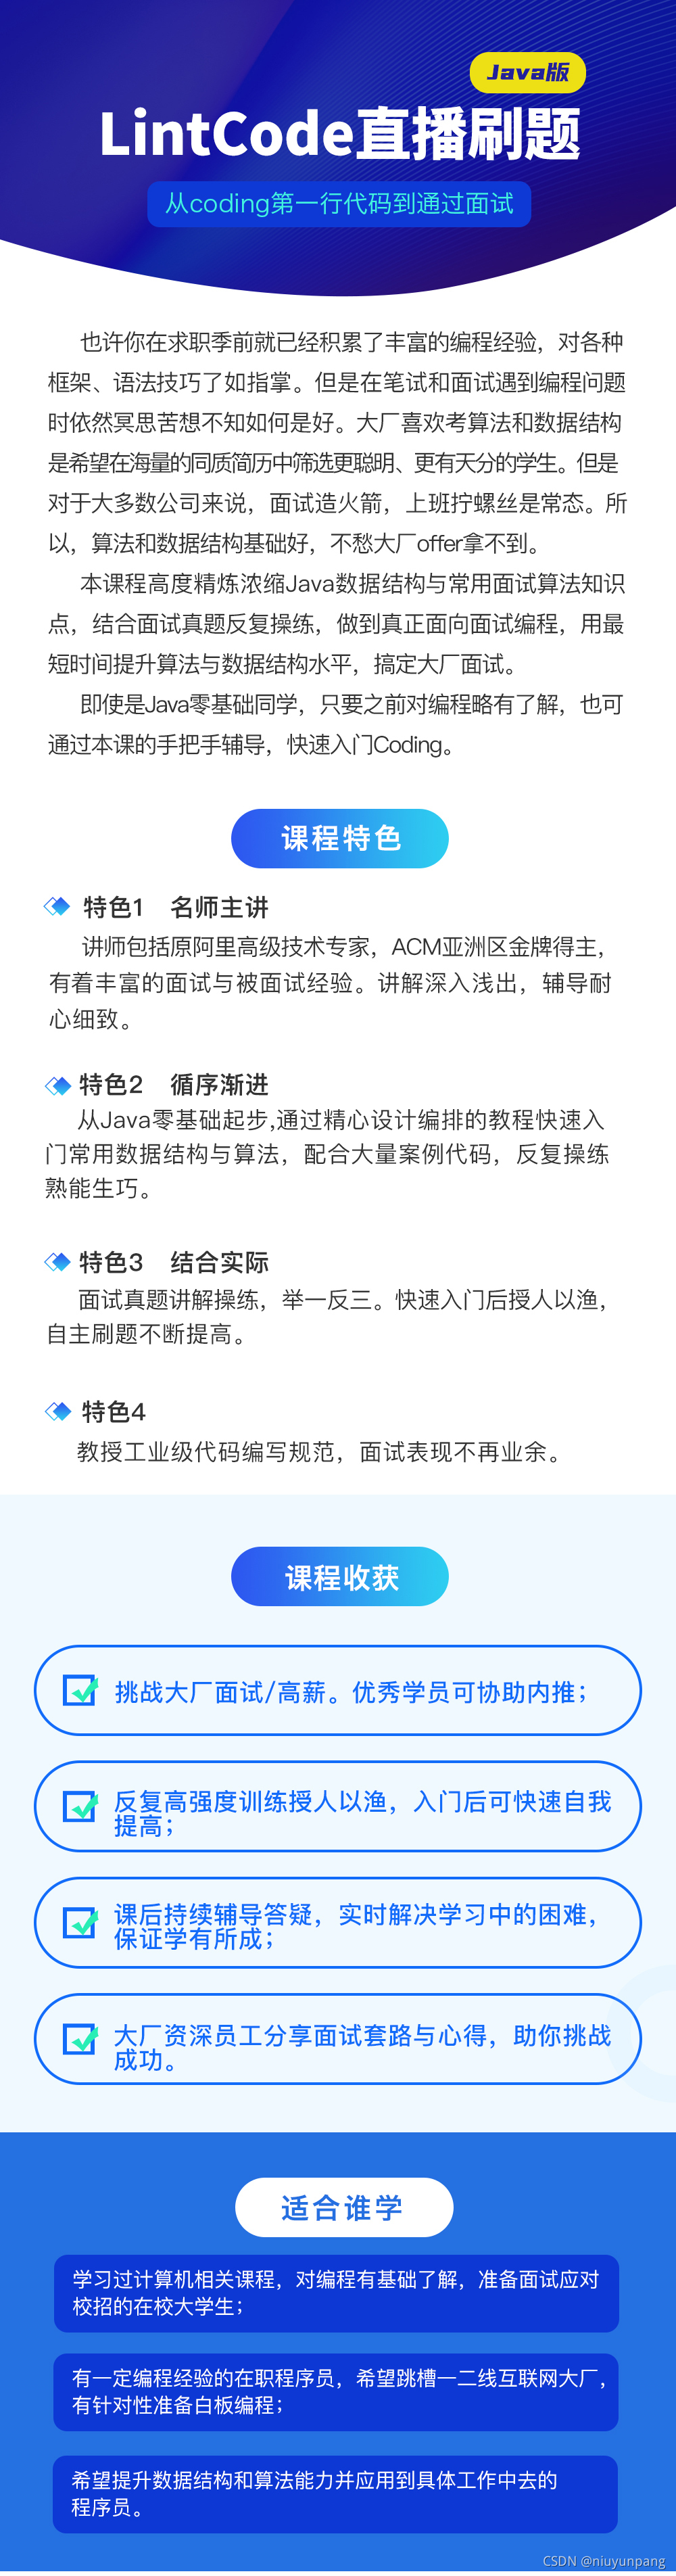 Java版
LintCode直播刷题
从coding第一行代码到通过面试
也许你在求职季前就已经积累了丰富的编程经验，对各种
框架、语法技巧了如指掌。但是在笔试和面试遇到编程问题
时依然冥思苦想不知如何是好。大厂喜欢考算法和数据结构
是希望在海量的同质简历中筛选更聪明、更有天分的学生。但是
对于大多数公司来说，面试造火箭，上班拧螺丝是常态。所
以，算法和数据结构基础好，不愁大厂offer拿不到。
本课程高度精炼浓缩Java数据结构与常用面试算法知识
点，结合面试真题反复操练，做到真正面向面试编程，用最
短时间提升算法与数据结构水平，搞定大厂面试。
即使是Java零基础同学，只要之前对编程略有了解，也可
通过本课的手把手辅导，快速入门Coding。
课程特色
特色1 名师主讲
讲师包括原阿里高级技术专家，ACM亚洲区金牌得主，
有着丰富的面试与被面试经验。讲解深入浅出，辅导耐
心细致。
特色2 循序渐进
从Java零基础起步,通过精心设计编排的教程快速入
门常用数据结构与算法，配合大量案例代码，反复操练
熟能生巧。
特色3 结合实际
面试真题讲解操练，举一反三。快速入门后授人以渔，
自主刷题不断提高。
特色4
教授工业级代码编写规范，面试表现不再业余。
课程收获
挑战大厂面试/高薪。优秀学员可协助内推；
反复高强度训练授人以渔，入门后可快速自我
提高；
课后持续辅导答疑，实时解决学习中的困难，
保证学有所成；
大厂资深员工分享面试套路与心得，助你挑战
成功。
适合谁学
学习过计算机相关课程，对编程有基础了解，准备面试应对
校招的在校大学生；
有一定编程经验的在职程序员，希望跳槽一二线互联网大厂，
有针对性准备白板编程；
希望提升数据结构和算法能力并应用到具体工作中去的
程序员。
CSDN @niuyunpang